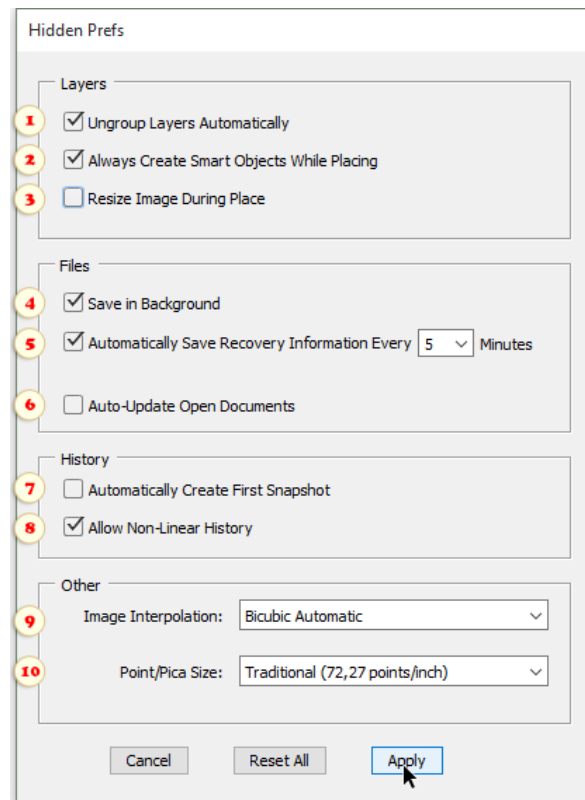 Hidden Prefs
Layers
1 Ungroup Layers Automatically
2 Always Create Smart Objects While Placing
3 Resize Image During Place
Files
4 Save in Background
5 Automatically Save Recovery Information Every 5 Minutes
6 Auto-Update Open Documents
History
7 Automatically Create First Snapshot
8 Allow Non-Linear History
Other
9 Image Interpolation: Bicubic Automatic
10 Point/Pica Size: Traditional (72,27 points/inch)
Cancel Reset All Apply